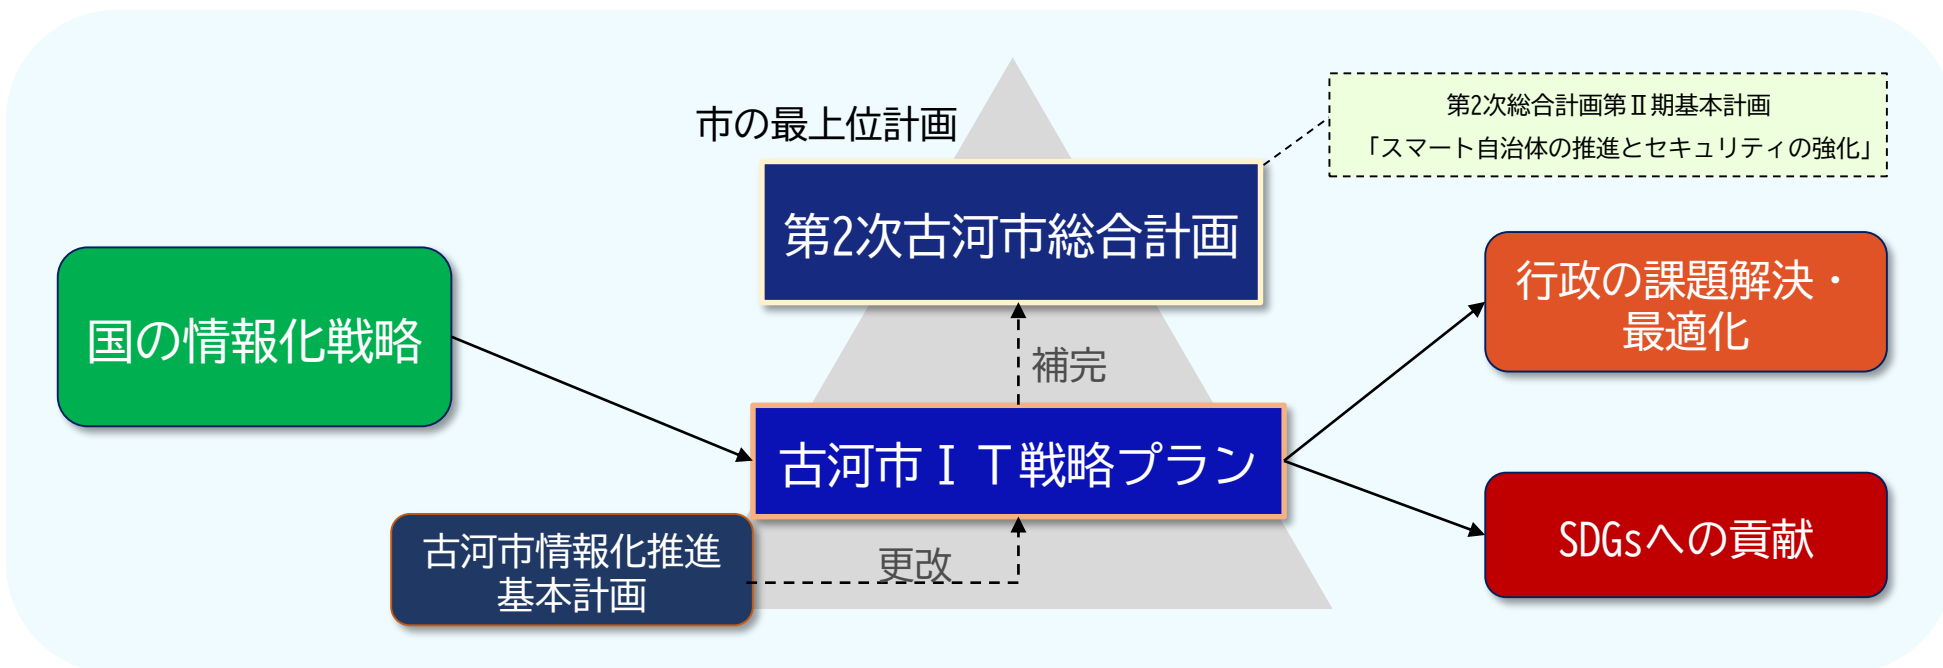 市の最上位計画
第2次総合計画第Ⅱ期基本計画
「スマート自治体の推進とセキュリティの強化」
第2次古河市総合計画
国の情報化戦略
行政の課題解決・
最適化
補完
古河市ＩＴ戦略プラン
古河市情報化推進
基本計画
更改
SDGsへの貢献